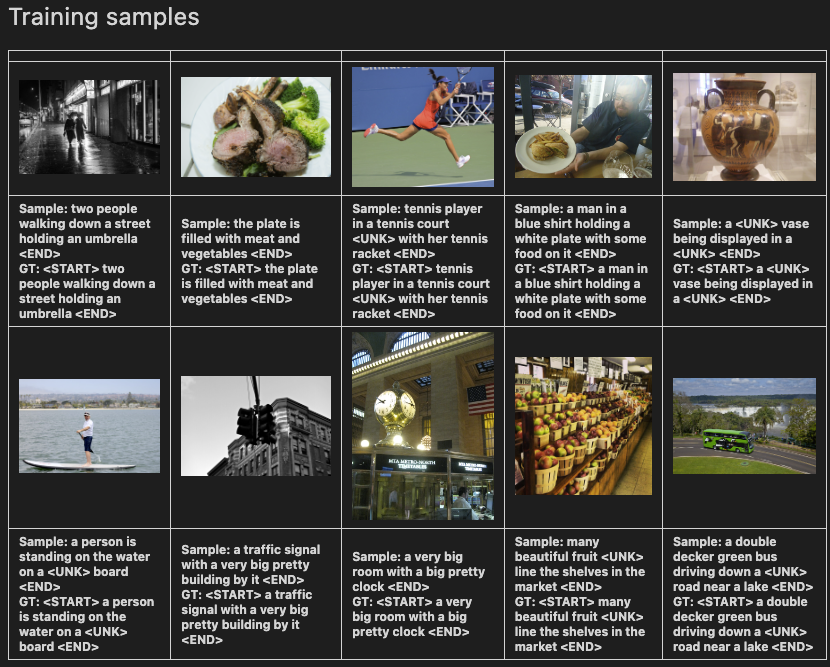 Training samples
Emirates
Sample: two people
walking down a street
holding an umbrella
<END>
GT: <START> two
people walking down a
street holding an
umbrella <END>
Sample: the plate is
filled with meat and
vegetables <END>
GT: <START> the plate
is filled with meat and
vegetables <END>
Sample: tennis player
in a tennis court
<UNK> with her tennis
racket <END>
GT: <START> tennis
player in a tennis court
<UNK> with her tennis
racket <END>
Sample: a man in a
blue shirt holding a
white plate with some
food on it <END>
GT: <START> a man in
a blue shirt holding a
white plate with some
food on it <END>
Sample: a <UNK> vase
being displayed in a
<UNK> <END>
GT: <START> a <UNK>
vase being displayed in
a <UNK> <END>
MTA METRO-NORTH
TIMETABLES
Sample: a person is
standing on the water
on a <UNK> board
<END>
GT: <START> a person
is standing on the
water on a <UNK>
board <END>
Sample: a traffic signal
with a very big pretty
building by it <END>
GT: <START> a traffic
signal with a very big
pretty building by it
<END>
Sample: a very big
room with a big pretty
clock <END>
GT: <START> a very
big room with a big
pretty clock <END>
Sample: many
beautiful fruit <UNK>
line the shelves in the
market <END>
GT: <START> many
beautiful fruit <UNK>
line the shelves in the
market <END>
Sample: a double
decker green bus
driving down a <UNK>
road near a lake <END>
GT: <START> a double
decker green bus
driving down a <UNK>
road near a lake <END>